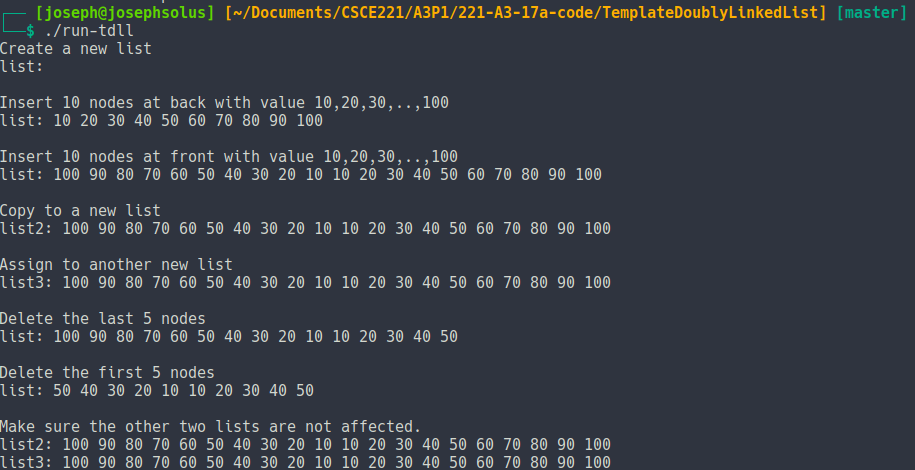 [joseph@josephsolus] [~/Documents/CSCE221/A3P1/221-A3-17a-code/TemplateDoublyLinkedList] [master]
$ ./run-tdll
Create a new list
list:
Insert 10 nodes at back with value 10,20,30,..,100
list: 10 20 30 40 50 60 70 80 90 100
Insert 10 nodes at front with value 10,20,30,..,100
list: 100 90 80 70 60 50 40 30 20 10 10 20 30 40 50 60 70 80 90 100
Copy to a new list
list2: 100 90 80 70 60 50 40 30 20 10 10 20 30 40 50 60 70 80 90 100
Assign to another new list
list3: 100 90 80 70 60 50 40 30 20 10 10 20 30 40 50 60 70 80 90 100
Delete the last 5 nodes
list: 100 90 80 70 60 50 40 30 20 10 10 20 30 40 50
Delete the first 5 nodes
list: 50 40 30 20 10 10 20 30 40 50
Make sure the other two lists are not affected.
list2: 100 90 80 70 60 50 40 30 20 10 10 20 30 40 50 60 70 80 90 100
list3: 100 90 80 70 60 50 40 30 20 10 10 20 30 40 50 60 70 80 90 100